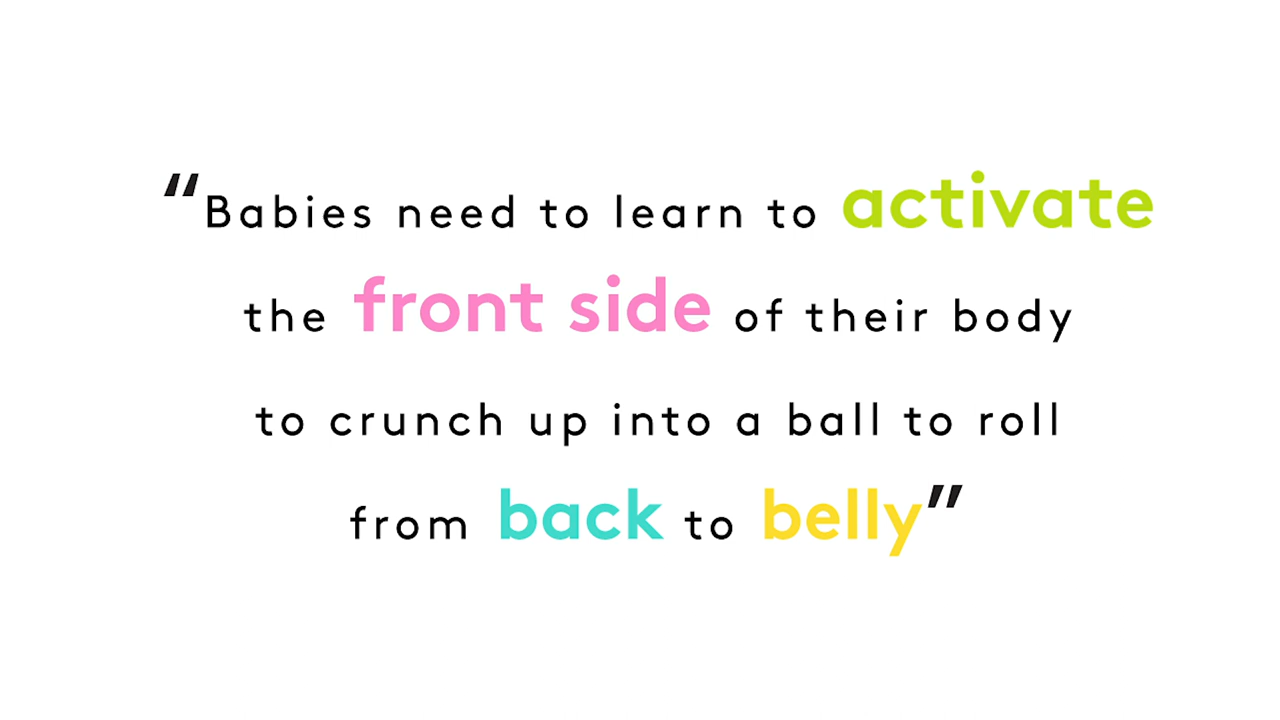 “Babies need to learn to activate
the front side of their body
to crunch up into a ball to roll
from back to belly”